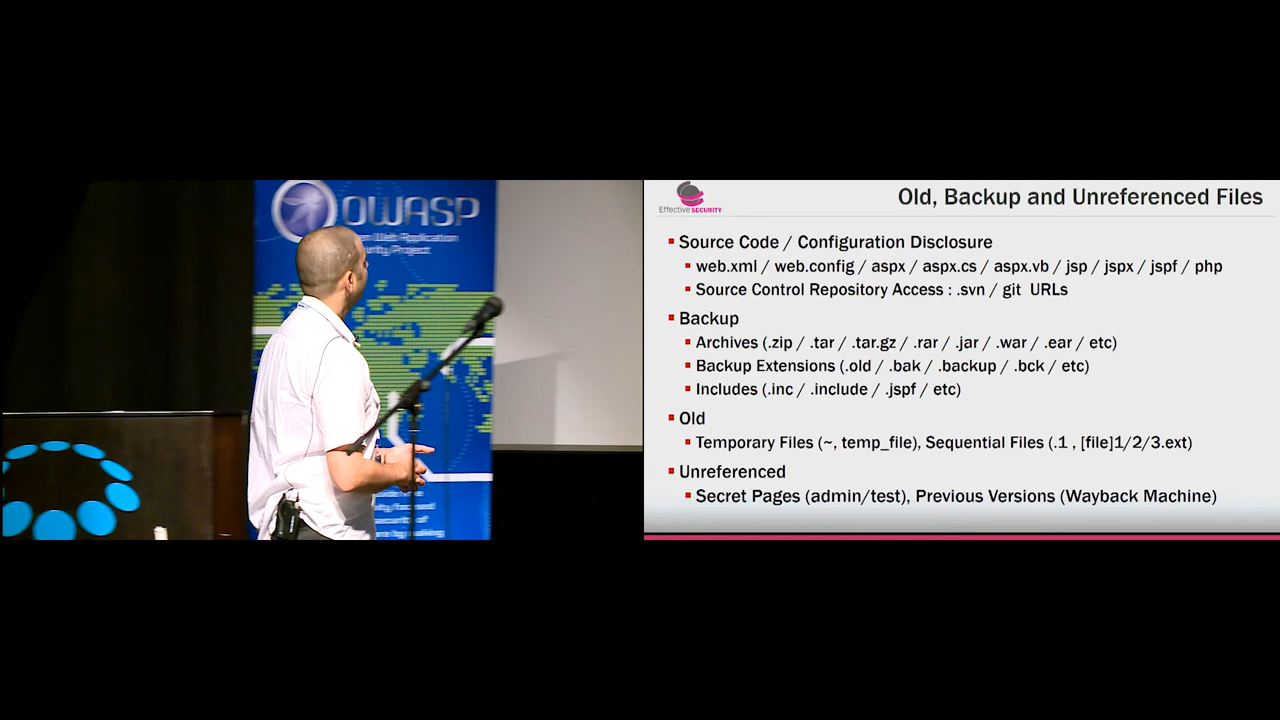 OWASP
Web Application
Project
Effective SECURITY
Old, Backup and Unreferenced Files
Source Code / Configuration Disclosure
web.xml / web.config / aspx / aspx.cs / aspx.vb / jsp / jspx / jspf / php
Source Control Repository Access : .svn / git URLs
Backup
Archives (.zip / .tar / .tar.gz / .rar / .jar / .war / .ear / etc)
Backup Extensions (.old / .bak / .backup / .bck / etc)
Includes (.inc / .include / .jspf / etc)
Old
Temporary Files (~, temp_file), Sequential Files (.1 , [file]1/2/3.ext)
Unreferenced
Secret Pages (admin/test), Previous Versions (Wayback Machine)